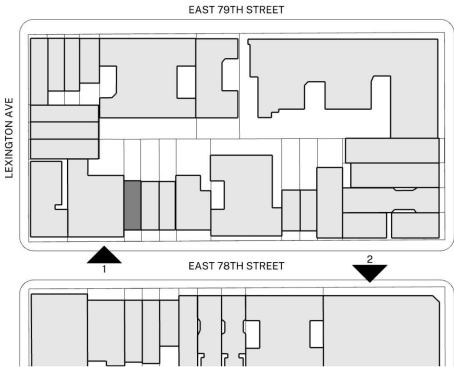 EAST 79TH STREET
LEXINGTON AVE
EAST 78TH STREET
1
2